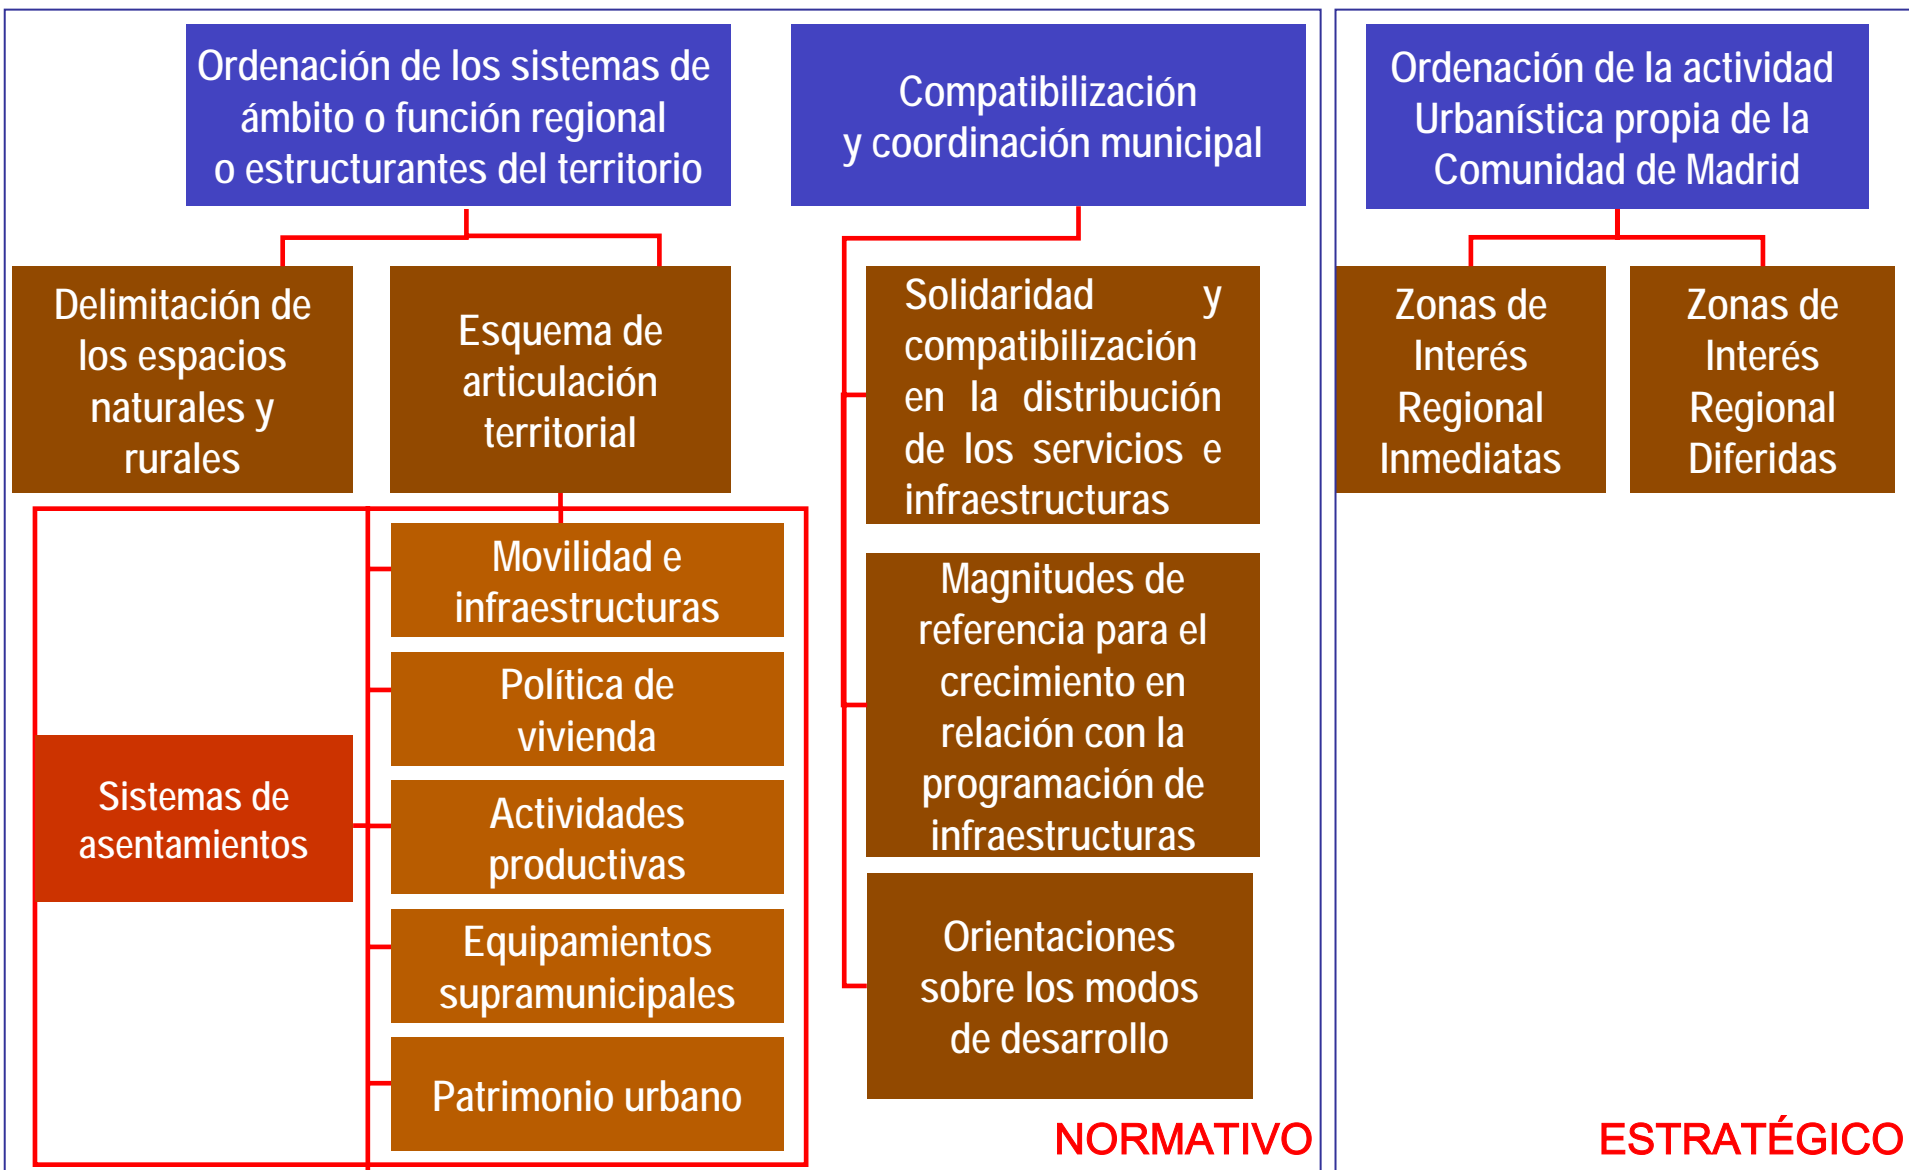 Ordenación de los sistemas de
ámbito o función regional
o estructurantes del territorio
Compatibilización
y coordinación municipal
Ordenación de la actividad
Urbanística propia de la
Comunidad de Madrid
Delimitación de
los espacios
naturales y
rurales
Esquema de
articulación
territorial
Solidaridad y
compatibilización
en la distribución
de los servicios e
infraestructuras
Zonas de
Interés
Regional
Inmediatas
Zonas de
Interés
Regional
Diferidas
Movilidad e
infraestructuras
Política de
vivienda
Sistemas de
asentamientos
Actividades
productivas
Equipamientos
supramunicipales
Patrimonio urbano
Magnitudes de
referencia para el
crecimiento en
relación con la
programación de
infraestructuras
Orientaciones
sobre los modos
de desarrollo
NORMATIVO
ESTRATÉGICO